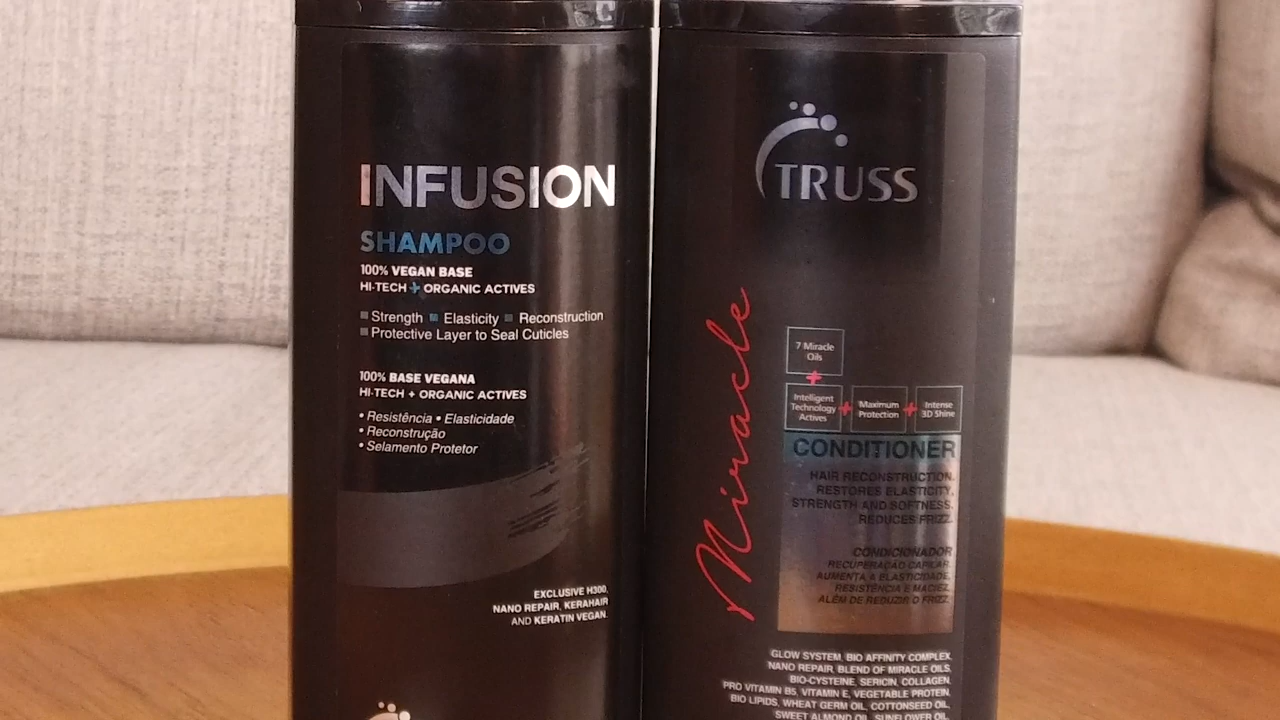 INFUSION
SHAMPOO
100% VEGAN BASE
HI-TECH + ORGANIC ACTIVES
Strength Elasticity Reconstruction
Protective Layer to Seal Cuticles
100% BASE VEGANA
HI-TECH + ORGANIC ACTIVES
• Resistência • Elasticidade
• Reconstrução
• Selamento Protetor
EXCLUSIVE H300,
NANO REPAIR, KERAHAIR
AND KERATIN VEGAN.
TRUSS
Miracle
7 Miracle
Oils
+
Intelligent
Technology
Actives
+
Maximum
Protection
+
Intense
3D Shine
CONDITIONER
HAIR RECONSTRUCTION.
RESTORES ELASTICITY,
STRENGTH AND SOFTNESS.
REDUCES FRIZZ.
CONDICIONADOR
RECUPERAÇÃO CAPILAR.
AUMENTA A ELASTICIDADE,
RESISTÊNCIA E MACIEZ,
ALÉM DE REDUZIR O FRIZZ.
GLOW SYSTEM, BIO AFFINITY COMPLEX,
NANO REPAIR, BLEND OF MIRACLE OILS,
BIO-CYSTEINE, SERICIN, COLLAGEN,
PRO VITAMIN B5, VITAMIN E, VEGETABLE PROTEIN,
BIO LIPIDS, WHEAT GERM OIL, COTTONSEED OIL,
SWEET ALMOND OIL, SUNFLOWER OIL,